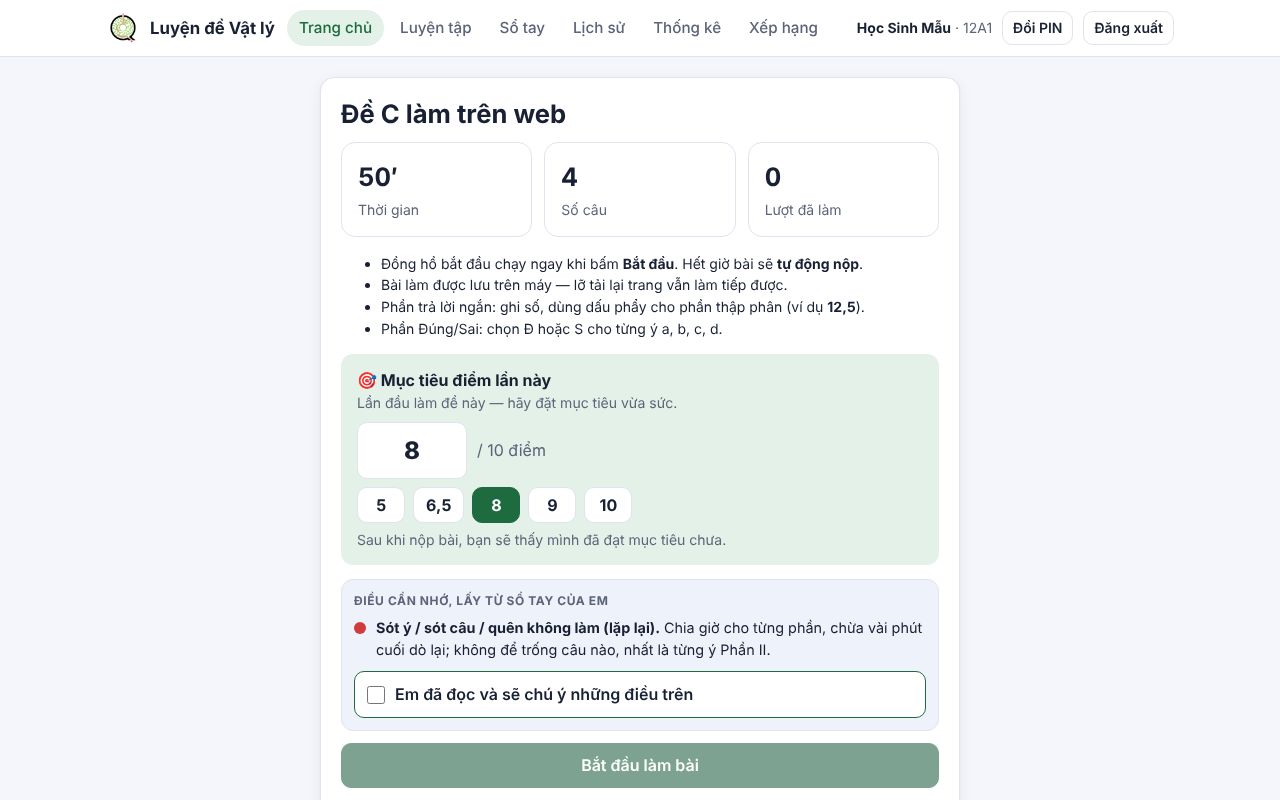 Luyện đề Vật lý
Trang chủ
Luyện tập
Sổ tay
Lịch sử
Thống kê
Xếp hạng
Học Sinh Mẫu · 12A1
Đổi PIN
Đăng xuất
Đề C làm trên web
50′
Thời gian
4
Số câu
0
Lượt đã làm
Đồng hồ bắt đầu chạy ngay khi bấm Bắt đầu. Hết giờ bài sẽ tự động nộp.
Bài làm được lưu trên máy — lỡ tải lại trang vẫn làm tiếp được.
Phần trả lời ngắn: ghi số, dùng dấu phẩy cho phần thập phân (ví dụ 12,5).
Phần Đúng/Sai: chọn Đ hoặc S cho từng ý a, b, c, d.
🎯 Mục tiêu điểm lần này
Lần đầu làm đề này — hãy đặt mục tiêu vừa sức.
8 / 10 điểm
5
6,5
8
9
10
Sau khi nộp bài, bạn sẽ thấy mình đã đạt mục tiêu chưa.
ĐIỀU CẦN NHỚ, LẤY TỪ SỔ TAY CỦA EM
Sót ý / sót câu / quên không làm (lặp lại). Chia giờ cho từng phần, chừa vài phút
cuối dò lại; không để trống câu nào, nhất là từng ý Phần II.
Em đã đọc và sẽ chú ý những điều trên
Bắt đầu làm bài